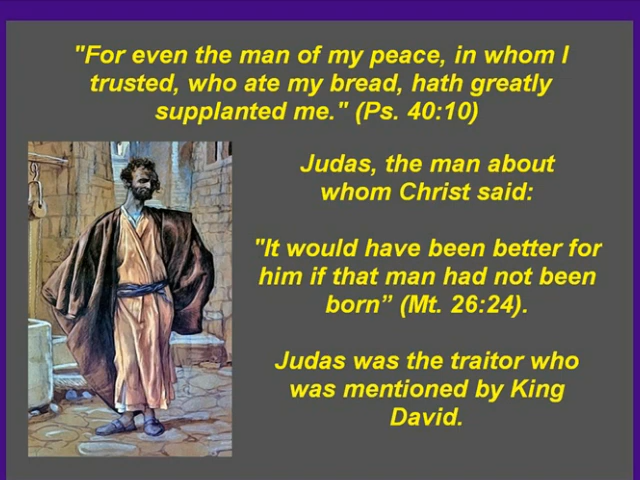 "For even the man of my peace, in whom I
trusted, who ate my bread, hath greatly
supplanted me." (Ps. 40:10)
Judas, the man about
whom Christ said:
"It would have been better for
him if that man had not been
born” (Mt. 26:24).
Judas was the traitor who
was mentioned by King
David.